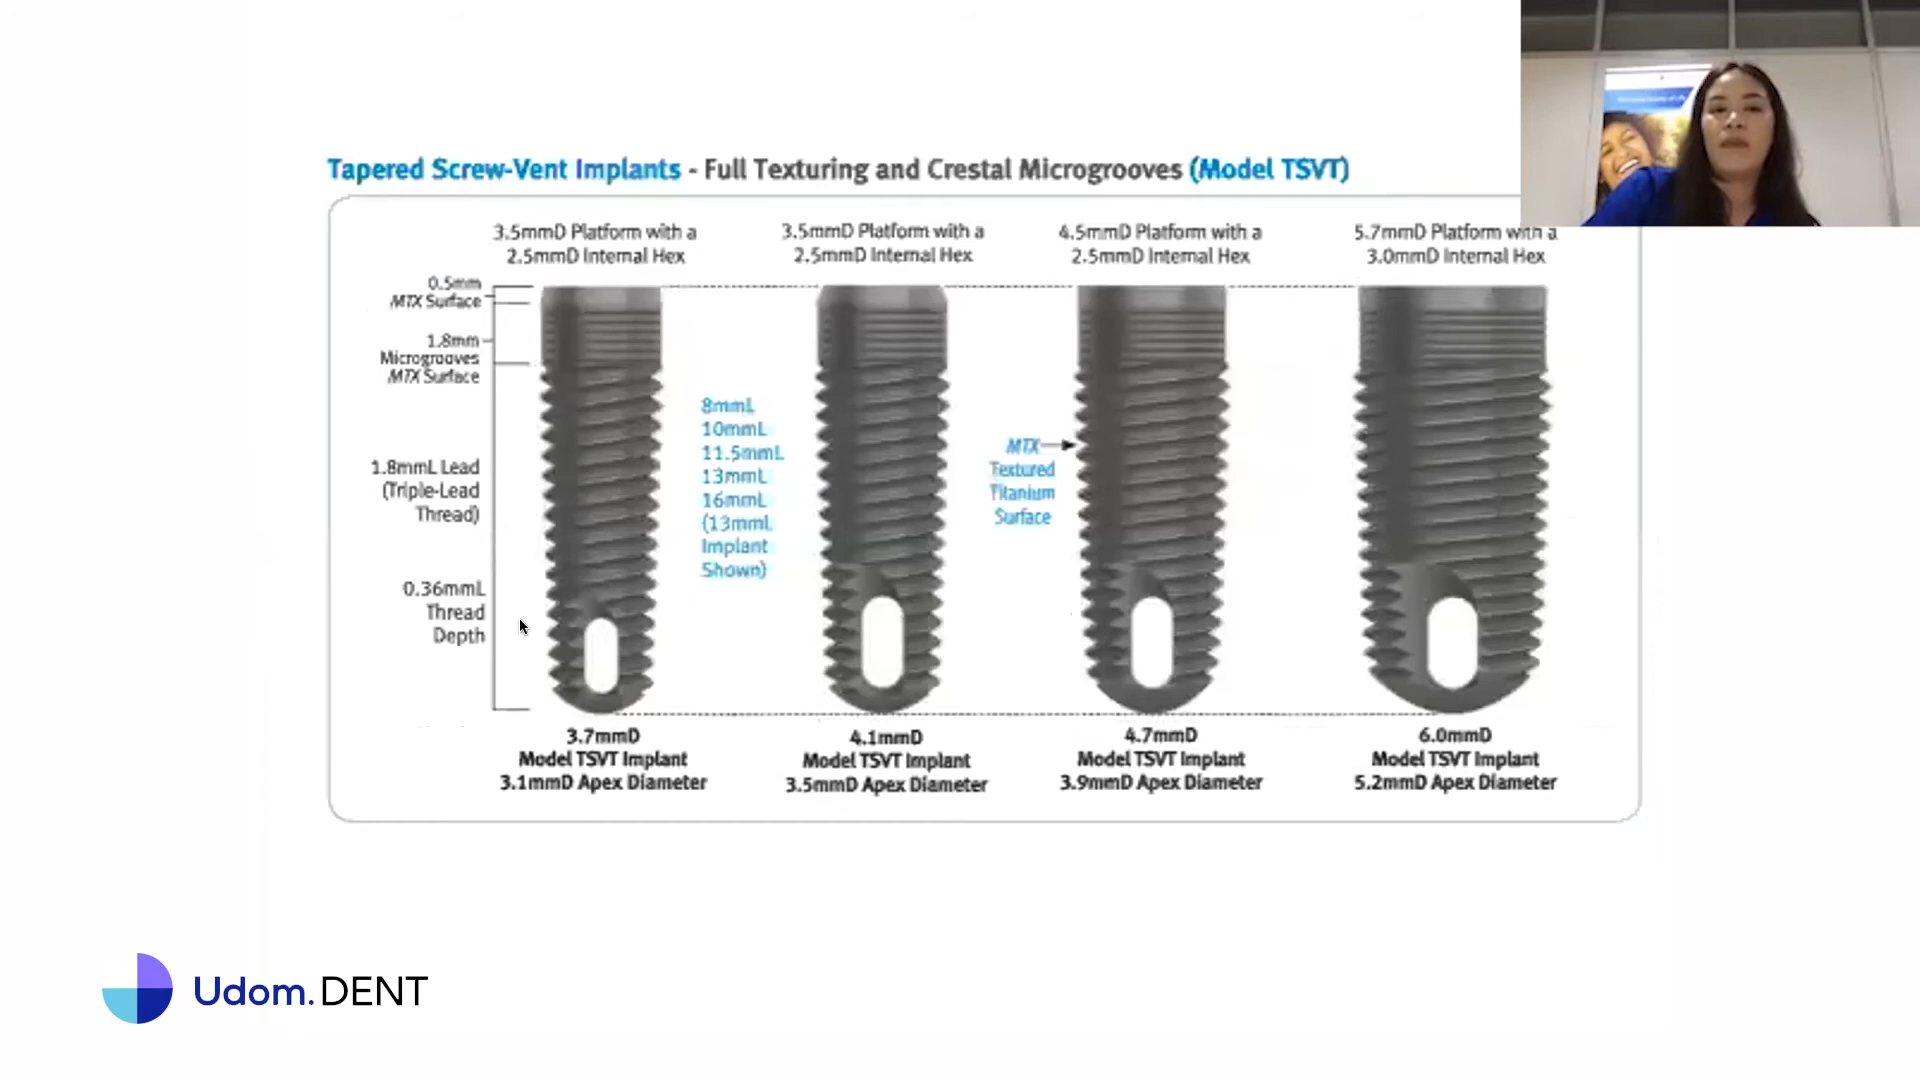 Tapered Screw-Vent Implants - Full Texturing and Crestal Microgrooves (Model TSVT)
3.5mmD Platform with a
2.5mmD Internal Hex
3.5mmD Platform with a
2.5mmD Internal Hex
4.5mmD Platform with a
2.5mmD Internal Hex
5.7mmD Platform with a
3.0mmD Internal Hex
0.5mm
MTX Surface
1.8mm
Microgrooves
MTX Surface
1.8mmL Lead
(Triple-Lead
Thread)
0.36mmL
Thread
Depth
8mmL
10mmL
11.5mmL
13mmL
16mmL
(13mmL
Implant
Shown)
MTX
Textured
Titanium
Surface
3.7mmD
Model TSVT Implant
3.1mmD Apex Diameter
4.1mmD
Model TSVT Implant
3.5mmD Apex Diameter
4.7mmD
Model TSVT Implant
3.9mmD Apex Diameter
6.0mmD
Model TSVT Implant
5.2mmD Apex Diameter
Udom.DENT